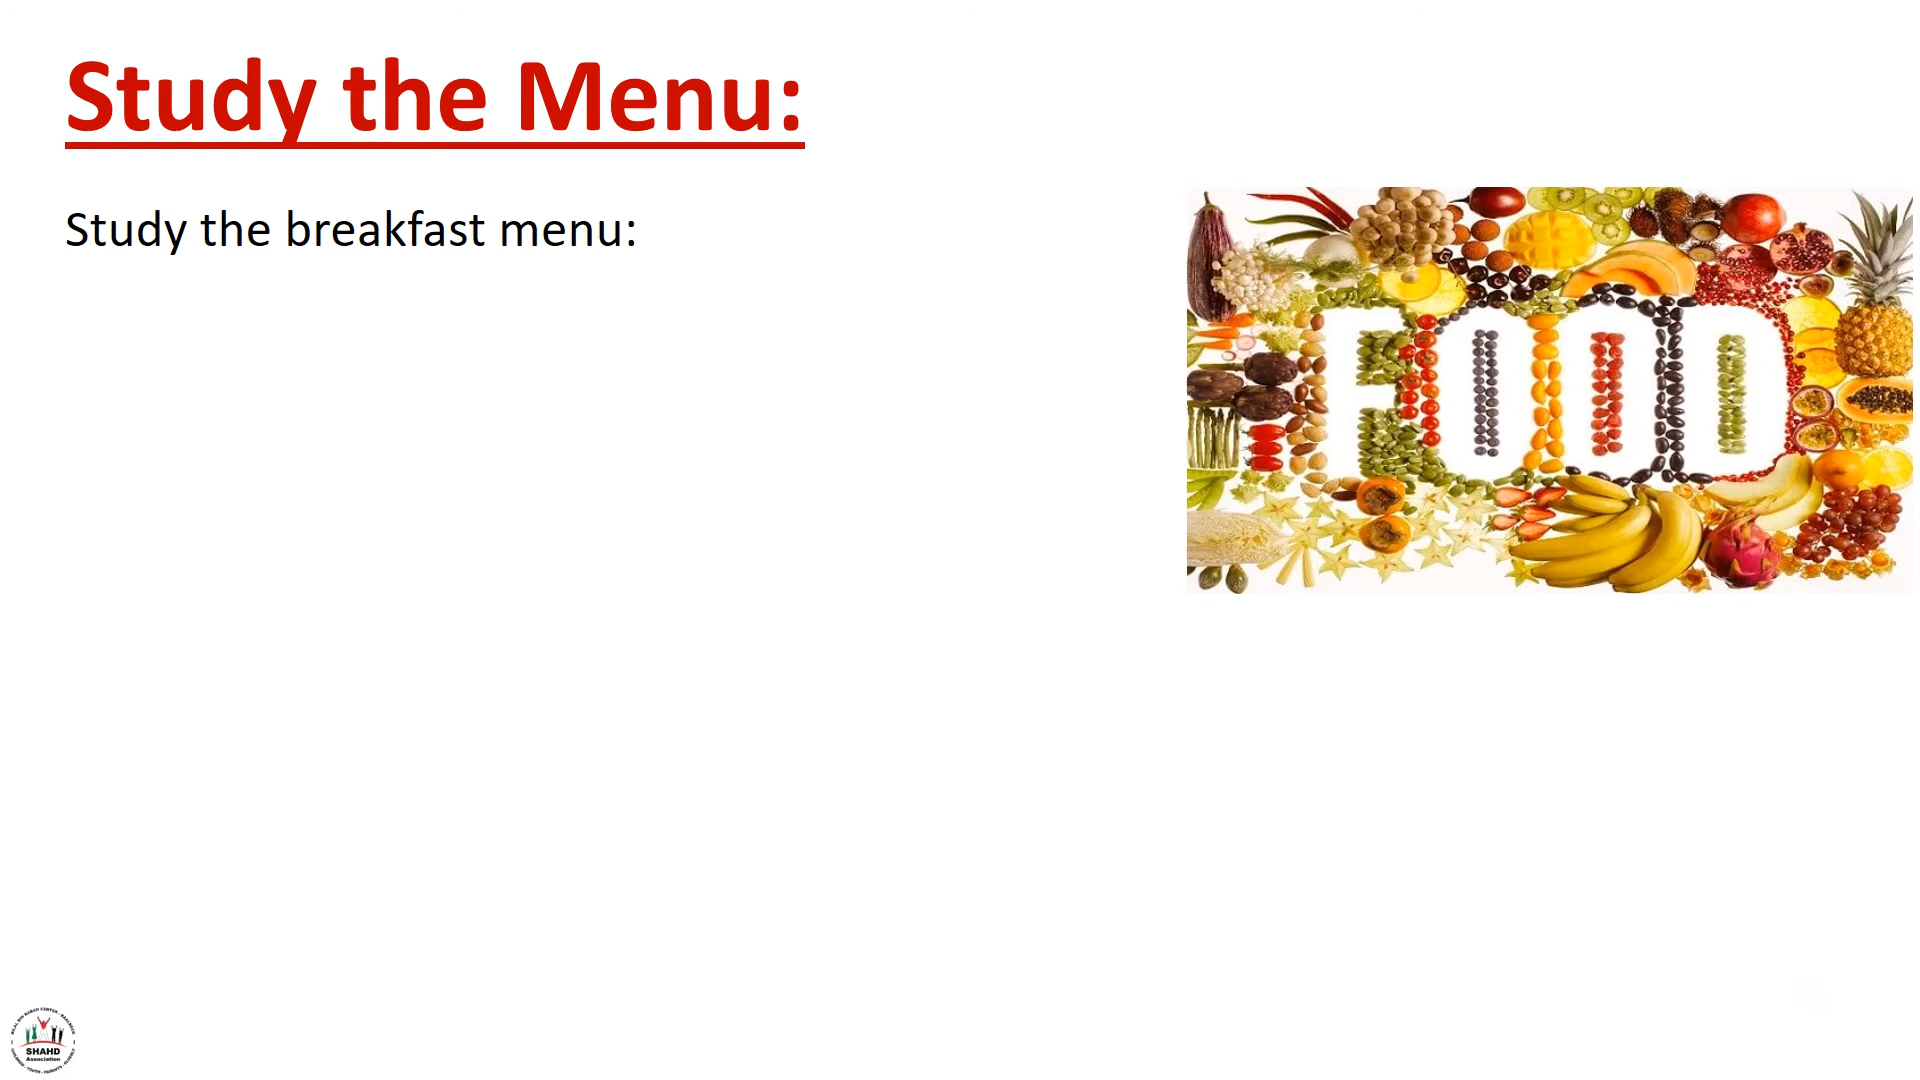 Study the Menu:
Study the breakfast menu:
FOOD
SHAHD
Association